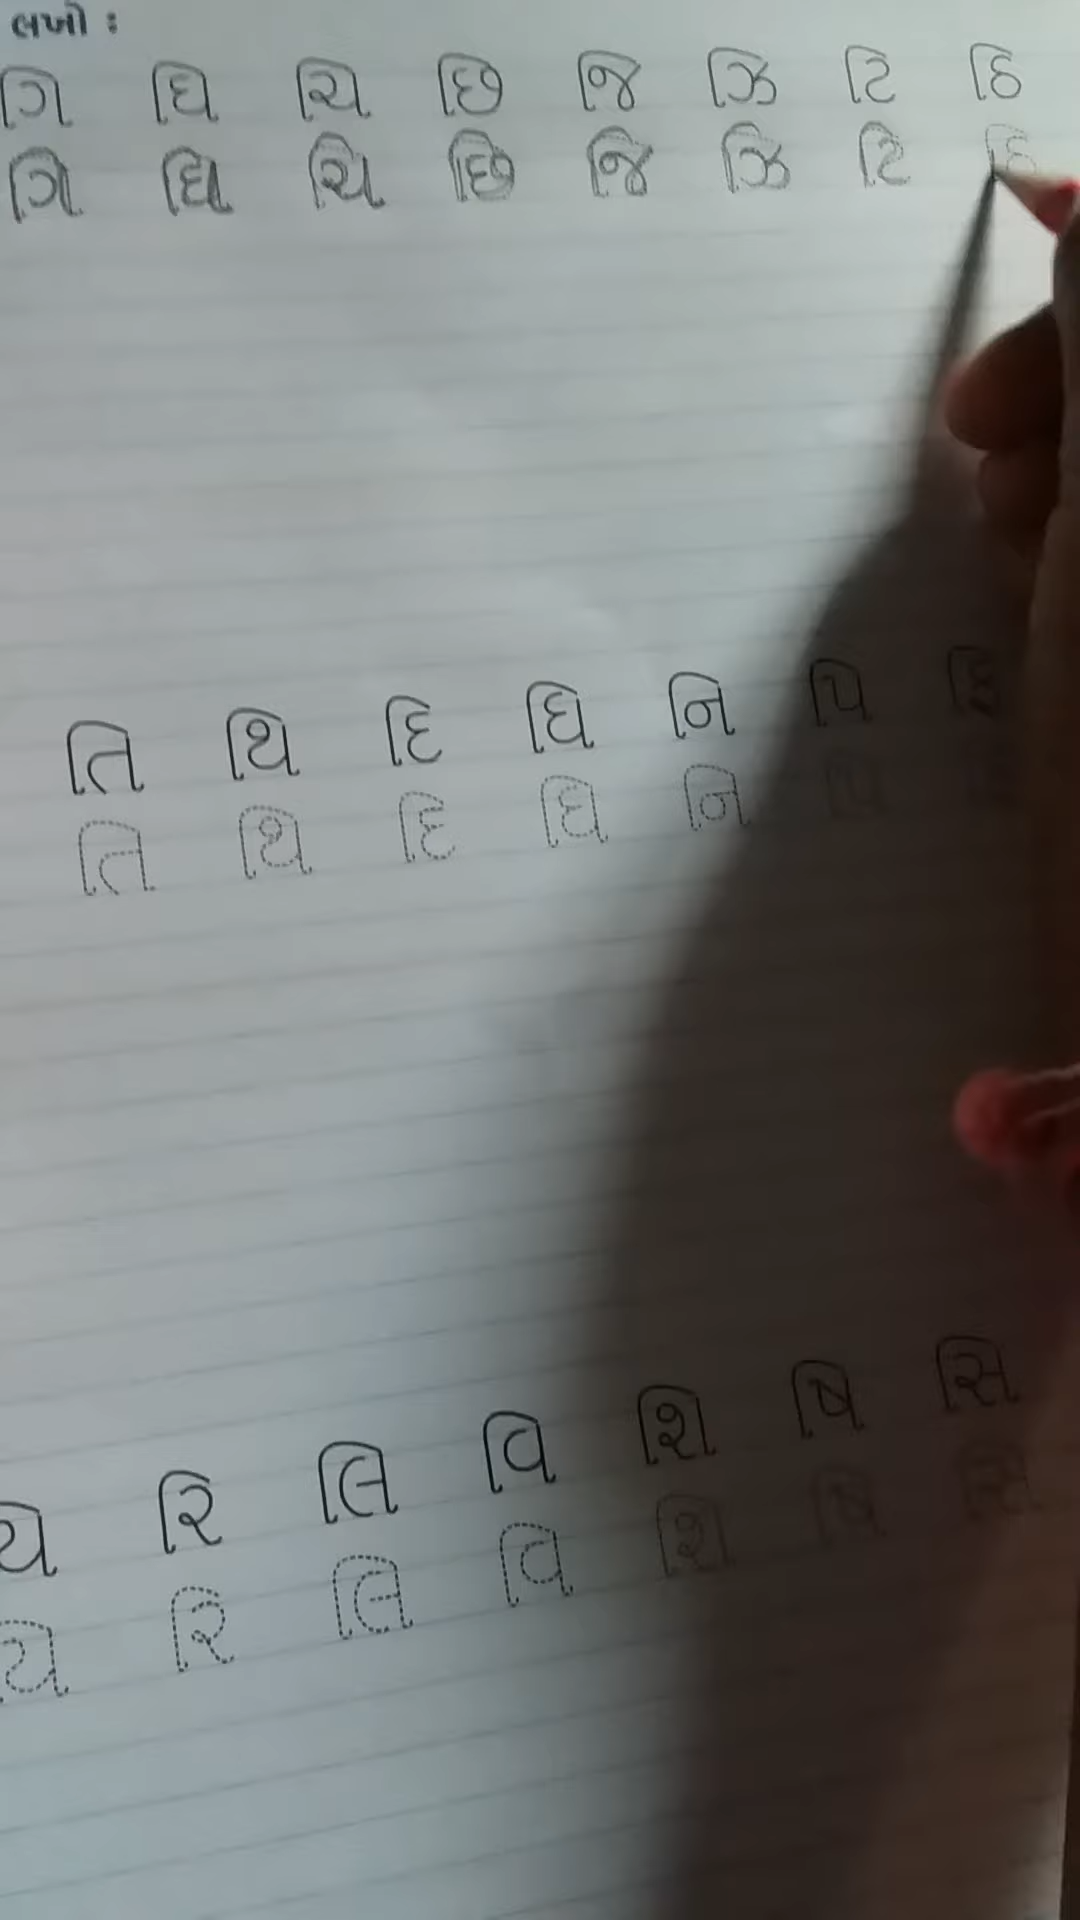 લખો :
ગિ ઘિ ચિ છિ જિ ઝિ ટિ ઠિ
ગિ ઘિ ચિ છિ જિ ઝિ ટિ ઠિ
તિ થિ દિ ધિ નિ પિ ફિ
તિ થિ દિ ધિ નિ પિ
યિ રિ લિ વિ શિ ષિ સિ
યિ રિ લિ વિ શિ ષિ સિ